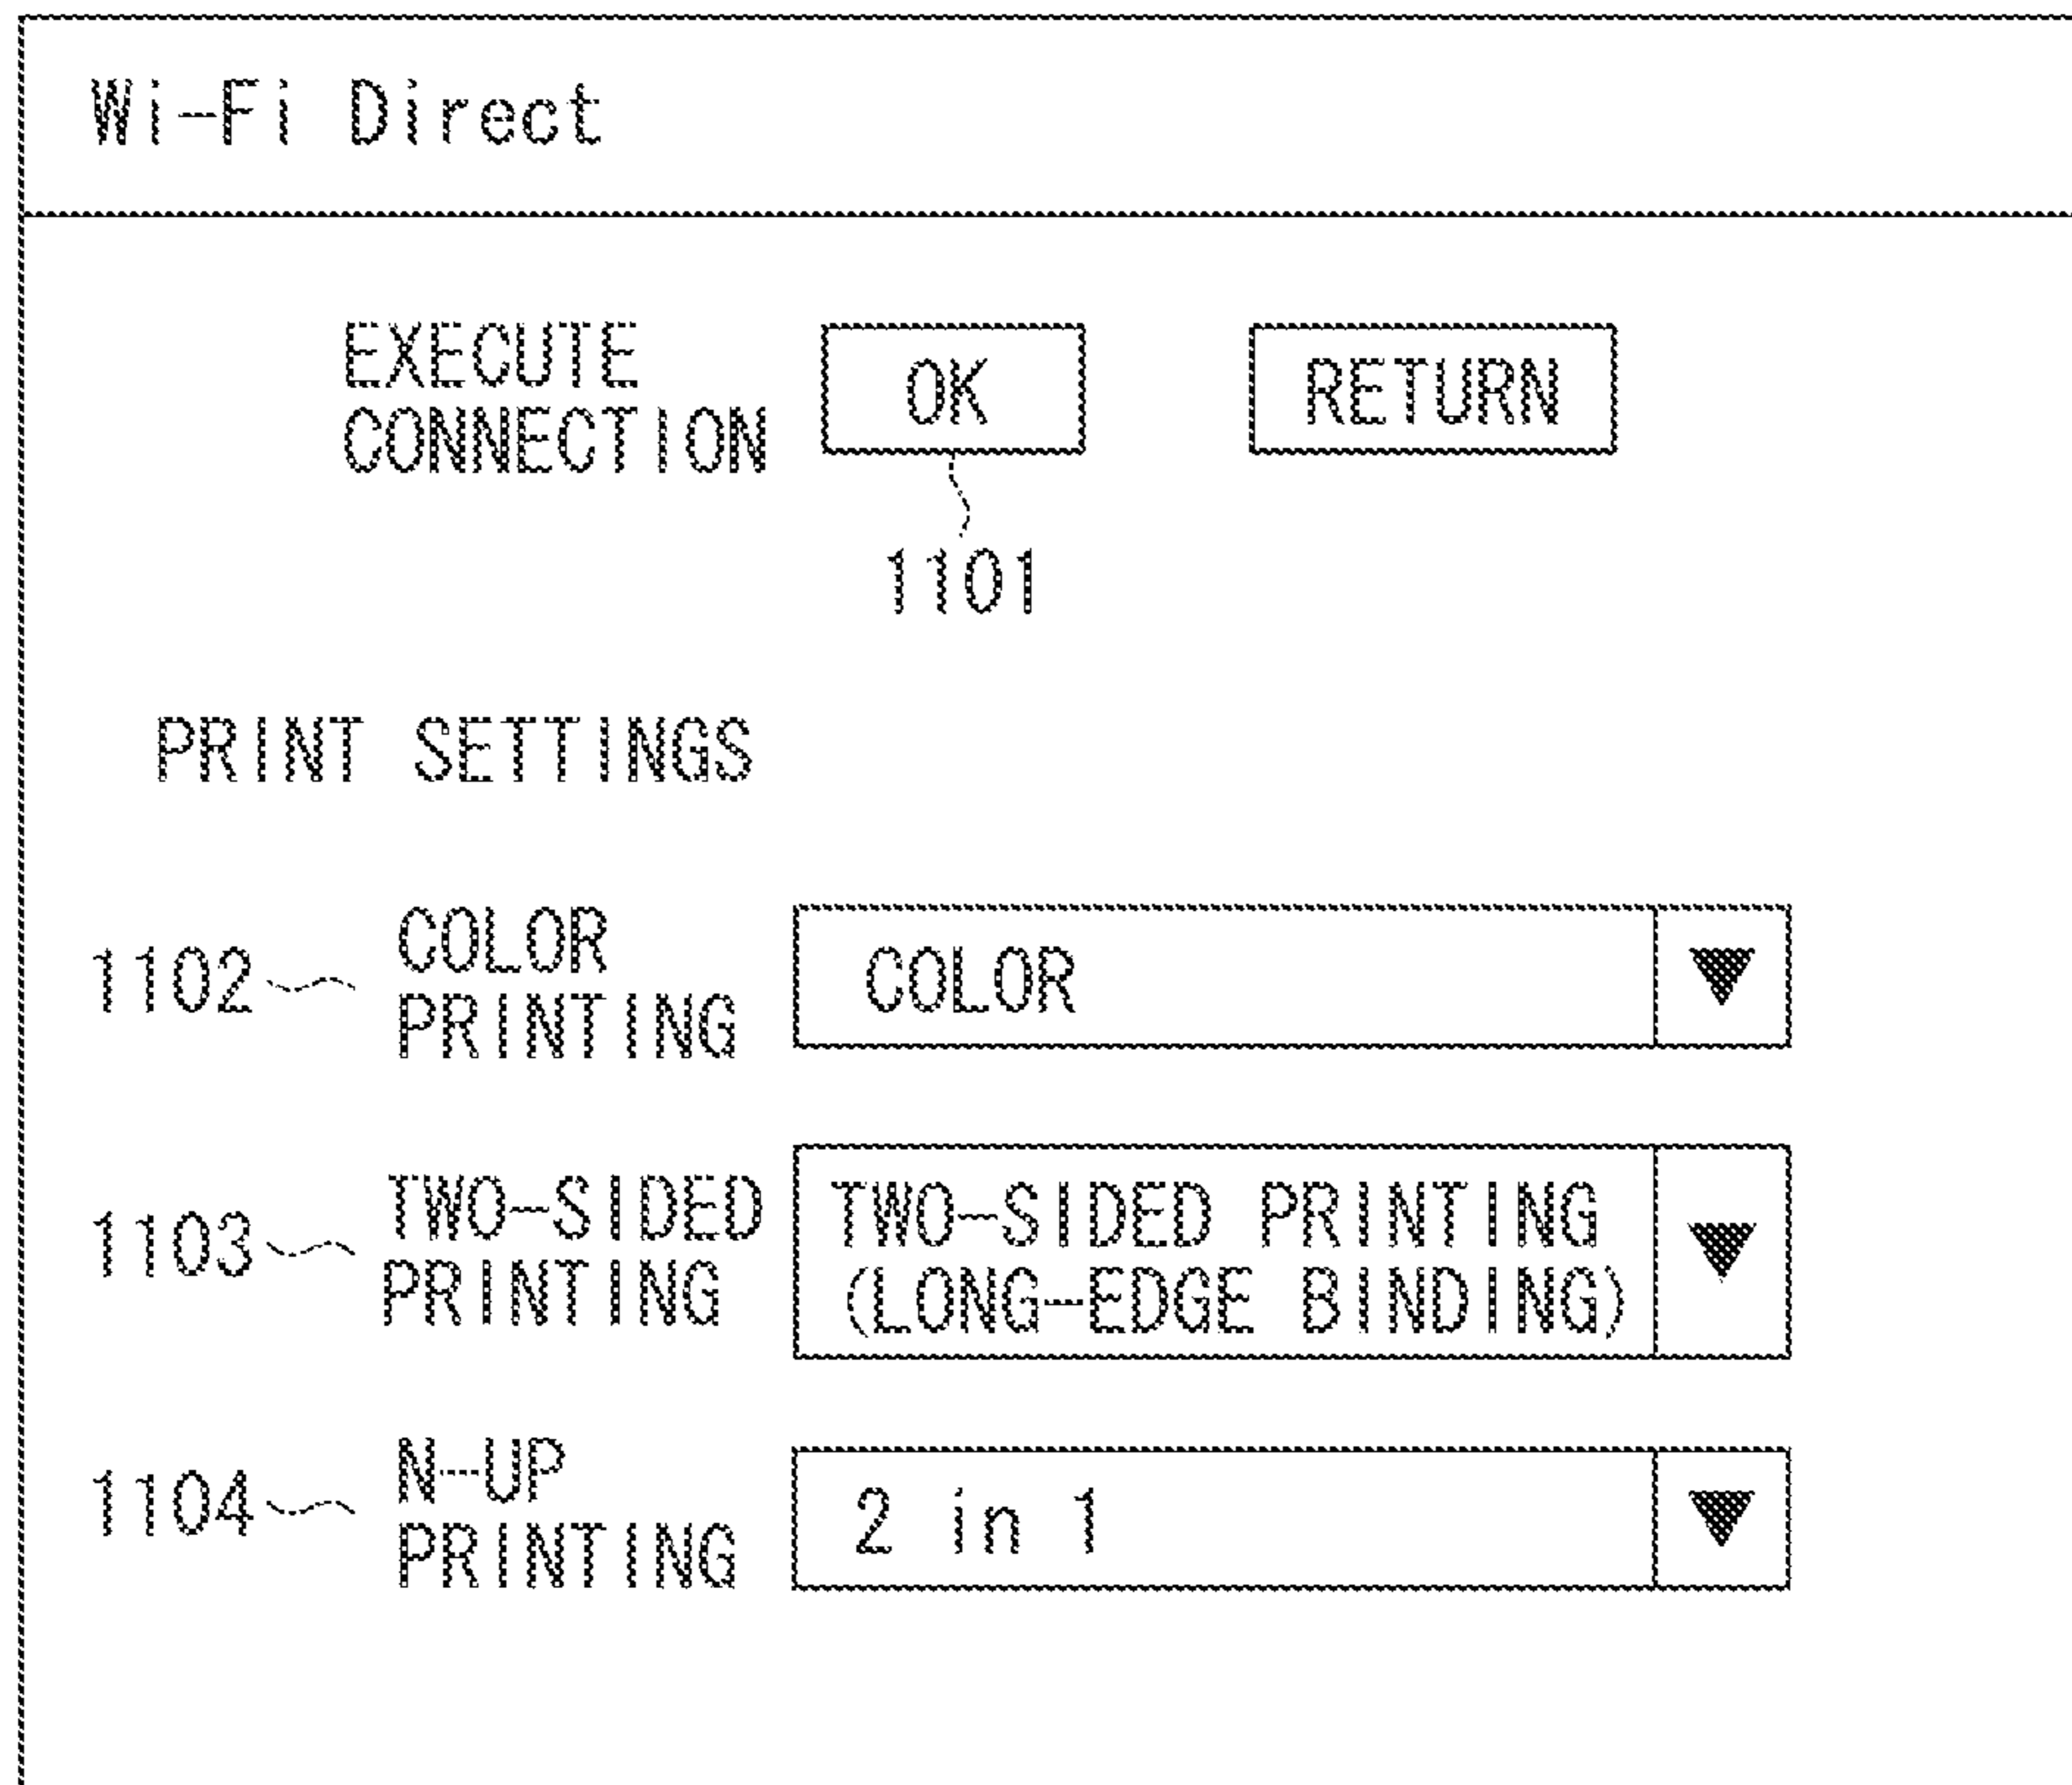 Wi-Fi Direct
EXECUTE
CONNECTION
OK
RETURN
1101
PRINT SETTINGS
1102
COLOR
PRINTING
COLOR
1103
TWO-SIDED
PRINTING
TWO-SIDED PRINTING
(LONG-EDGE BINDING)
1104
N-UP
PRINTING
2 in 1